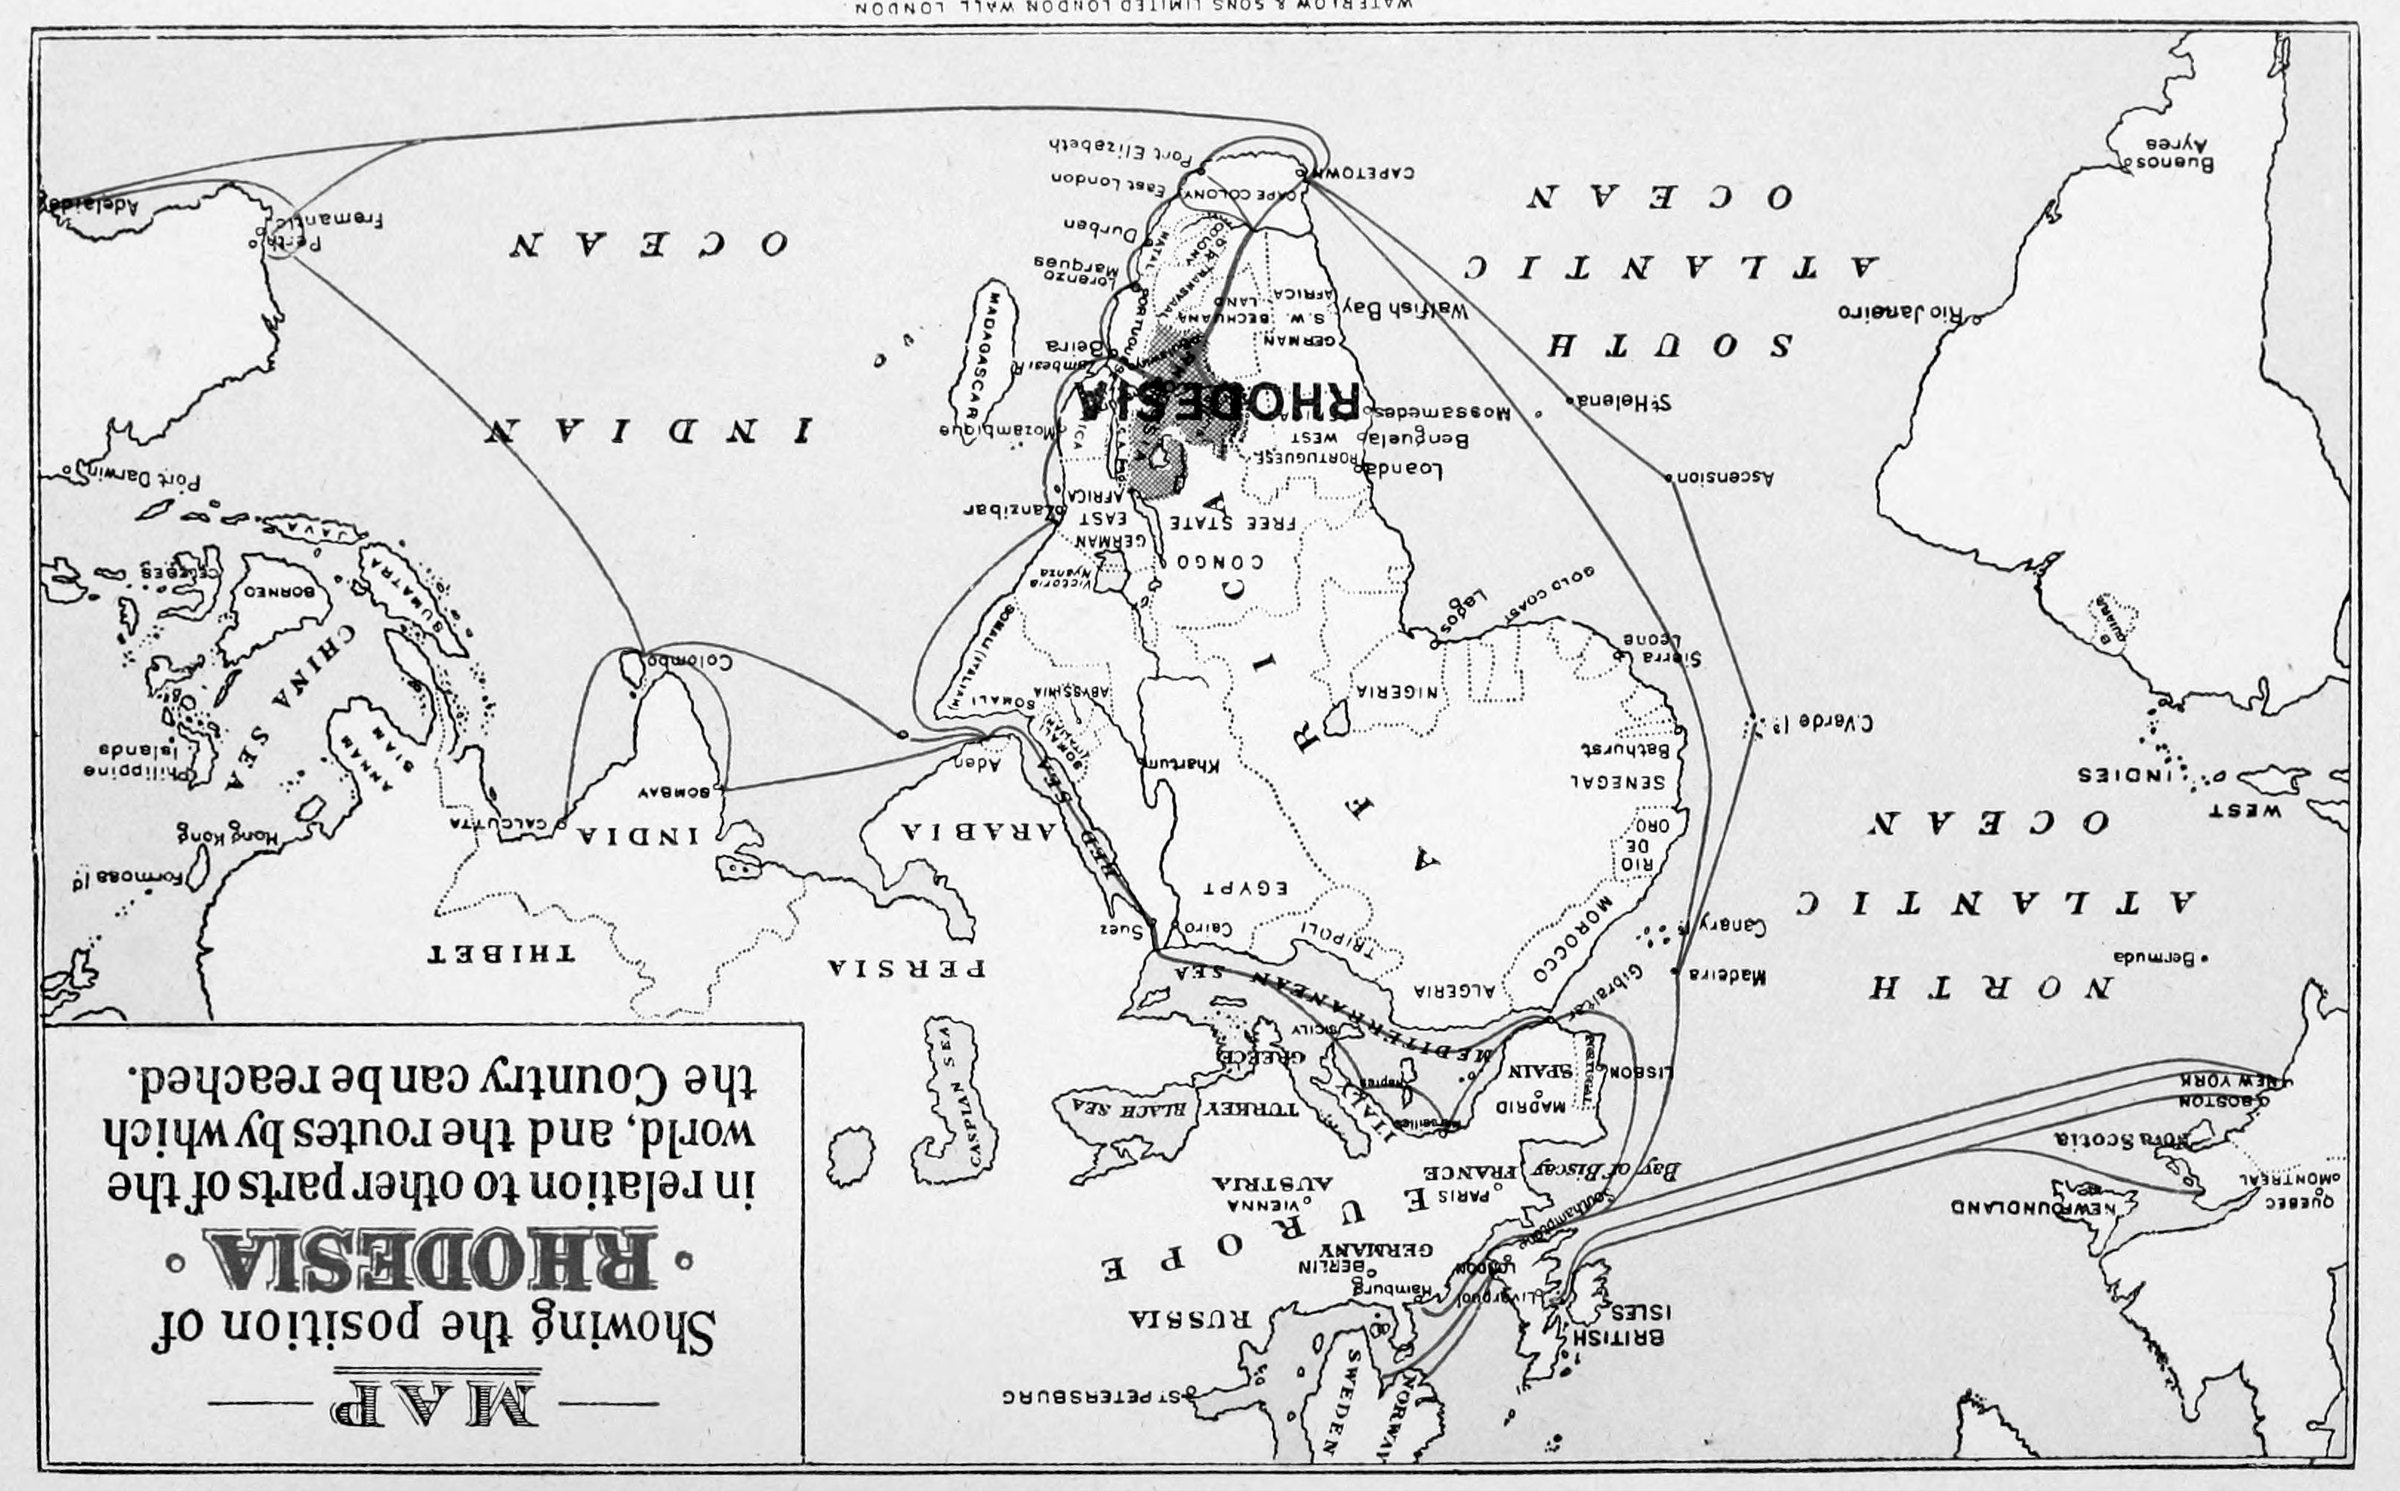 MAP
Showing the position of
• RHODESIA •
in relation to other parts of the
world, and the routes by which
the Country can be reached.
NORWAY
SWEDEN
ST PETERSBURG
RUSSIA
BRITISH
ISLES
Liverpool
LONDON
Southampton
Hamburg
BERLIN
GERMANY
EUROPE
VIENNA
AUSTRIA
PARIS
FRANCE
Bay of Biscay
QUEBEC
MONTREAL
NEWFOUNDLAND
Nova Scotia
BOSTON
NEW YORK
Marseilles
ITALY
Naples
MADRID
SPAIN
PORTUGAL
LISBON
TURKEY
BLACK SEA
CASPIAN SEA
GREECE
SICILY
MEDITERRANEAN
SEA
Gibraltar
ALGERIA
MOROCCO
TRIPOLI
Madeira
Canary Is
NORTH
ATLANTIC
OCEAN
Bermuda
WEST
INDIES
Cairo
Suez
EGYPT
PERSIA
THIBET
Formosa Id
Hong Kong
RIO
DE
ORO
AFRICA
RED SEA
ARABIA
INDIA
CALCUTTA
BOMBAY
SENEGAL
Bathurst
Khartum
Aden
ANNAM
SIAM
CHINA SEA
Philippine
Islands
C. Verde Is
NIGERIA
ABYSSINIA
SOMALI
(ITALIAN)
SOMALI
SOMALI (ITALIAN)
Colombo
Sierra
Leone
GOLD COAST
Lagos
B GUIANA
Victoria
Nyanza
CONGO
FREE STATE
GERMAN
EAST
AFRICA
Zanzibar
SUMATRA
BORNEO
CELEBES
JAVA
Port Darwin
Ascension
Loanda
Benguela
Mossamedes
PORTUGUESE
WEST
Mozambique
St Helena
RHODESIA
INDIAN
OCEAN
Zambesi R
Beira
MADAGASCAR
SOUTH
ATLANTIC
OCEAN
Rio Janeiro
Walfish Bay
GERMAN
S.W.
AFRICA
BECHUANA
LAND
TRANSVAAL
Lorenzo
Marques
O R
COLONY
NATAL
Durban
CAPE COLONY
East London
Port Elizabeth
CAPETOWN
Buenos
Ayres
Perth
Fremantle
Adelaide
WATERLOW & SONS LIMITED LONDON WALL LONDON.